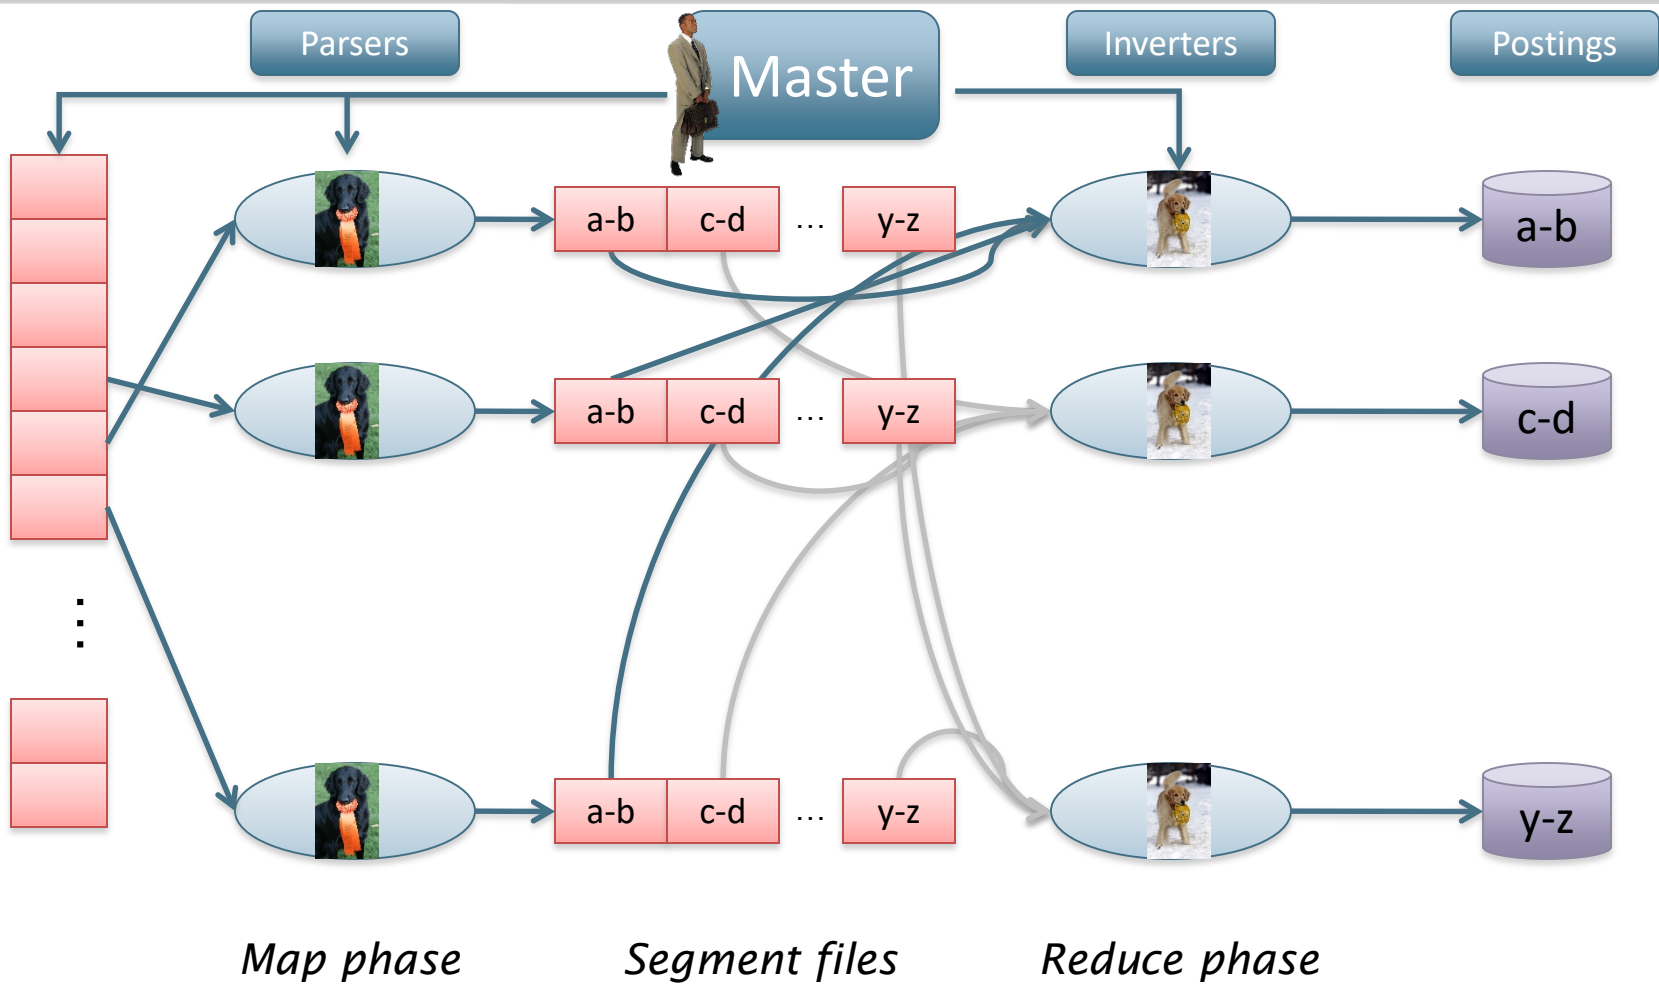 Parsers
Master
Inverters
Postings
a-b c-d ... y-z
a-b
a-b c-d ... y-z
c-d
⋮
a-b c-d ... y-z
y-z
Map phase
Segment files
Reduce phase